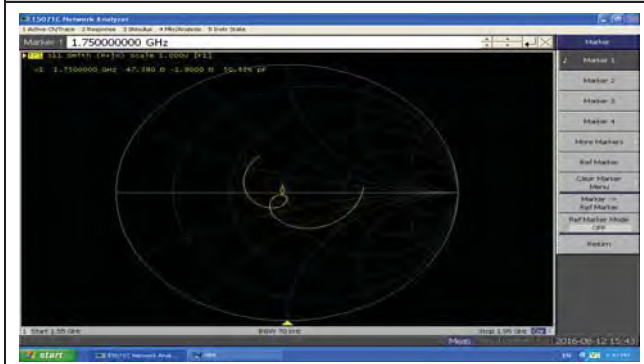 E5071C Network Analyzer
1 Active Ch/Trace 2 Response 3 Stimulus 4 Mkr/Analysis 5 Instr State
Marker 1 1.750000000 GHz
Tr1 S11 Smith (R+jX) Scale 1.000U [F1]
>1 1.7500000 GHz 47.380 Ω -1.8000 Ω pF
Marker
Marker 1
Marker 2
Marker 3
Marker 4
More Markers
Ref Marker
Clear Marker
Menu
Marker ->
Ref Marker
Ref Marker Mode
OFF
Return
1 Start 1.55 GHz IFBW 70 kHz Stop 1.95 GHz
Meas 2016-08-12 15:43
start E5071C Network Anal... EN